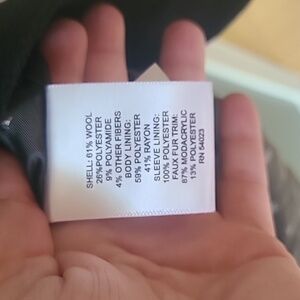 SHELL: 61% WOOL
26%POLYESTER
9% POLYAMIDE
4% OTHER FIBERS
BODY LINING:
59% POLYESTER
41% RAYON
SLEEVE LINING:
100% POLYESTER
FAUX FUR TRIM:
87% MODACRYLIC
13% POLYESTER
RN 54023